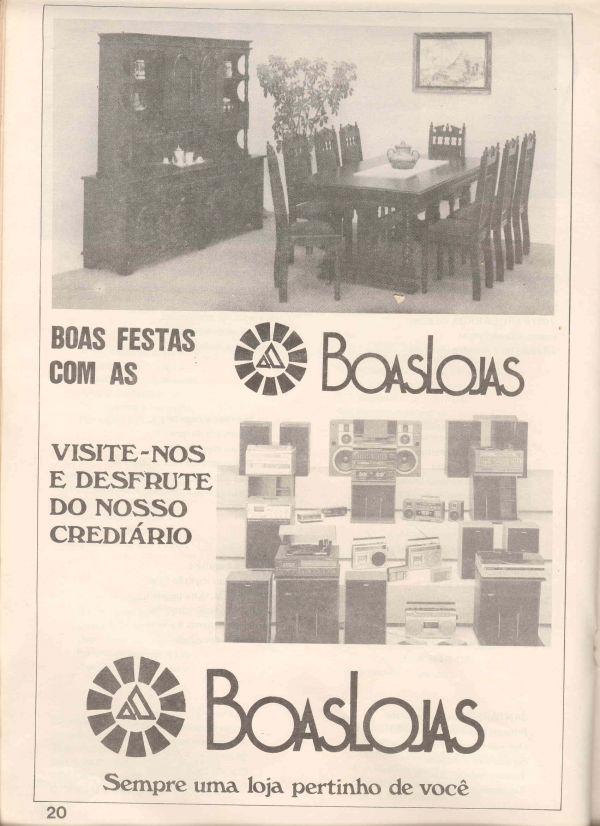 BOAS FESTAS
COM AS
BOASLOJAS
VISITE-NOS
E DESFRUTE
DO NOSSO
CREDIÁRIO
BOASLOJAS
Sempre uma loja pertinho de você
20